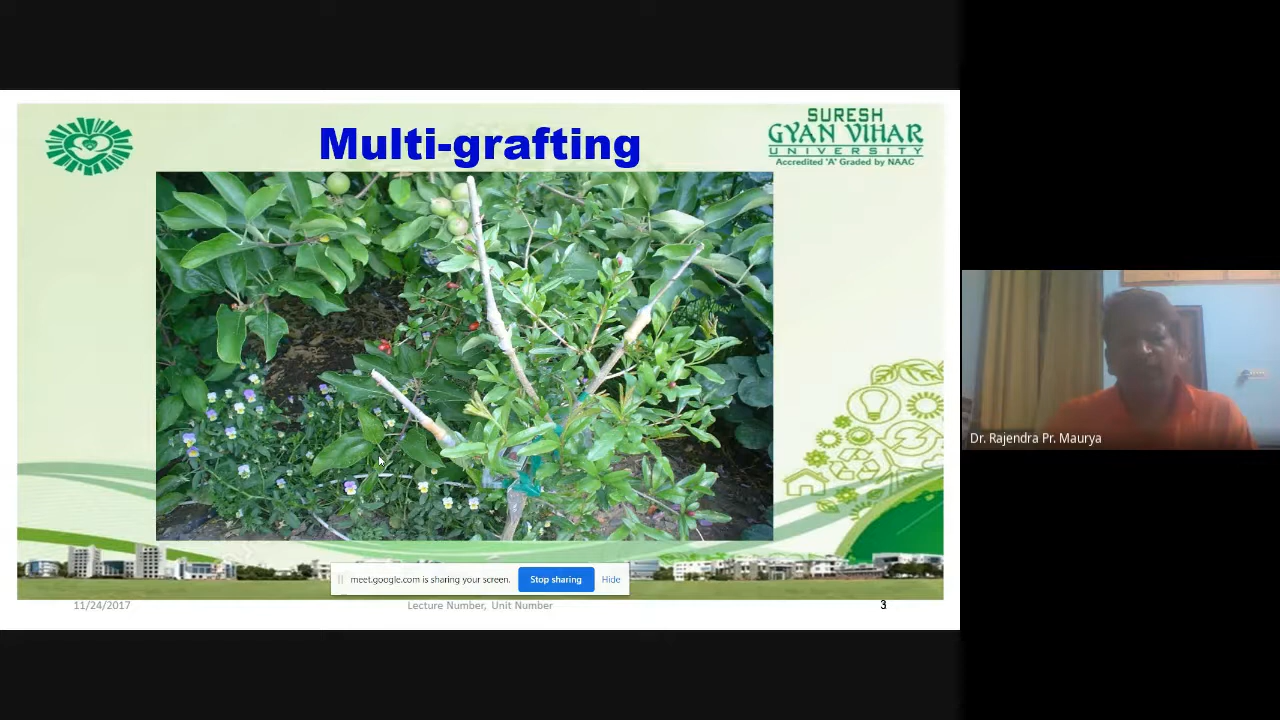 Multi-grafting
SURESH
GYAN VIHAR
UNIVERSITY
Accredited 'A' Graded by NAAC
Dr. Rajendra Pr. Maurya
meet.google.com is sharing your screen. Stop sharing Hide
11/24/2017 Lecture Number, Unit Number 3